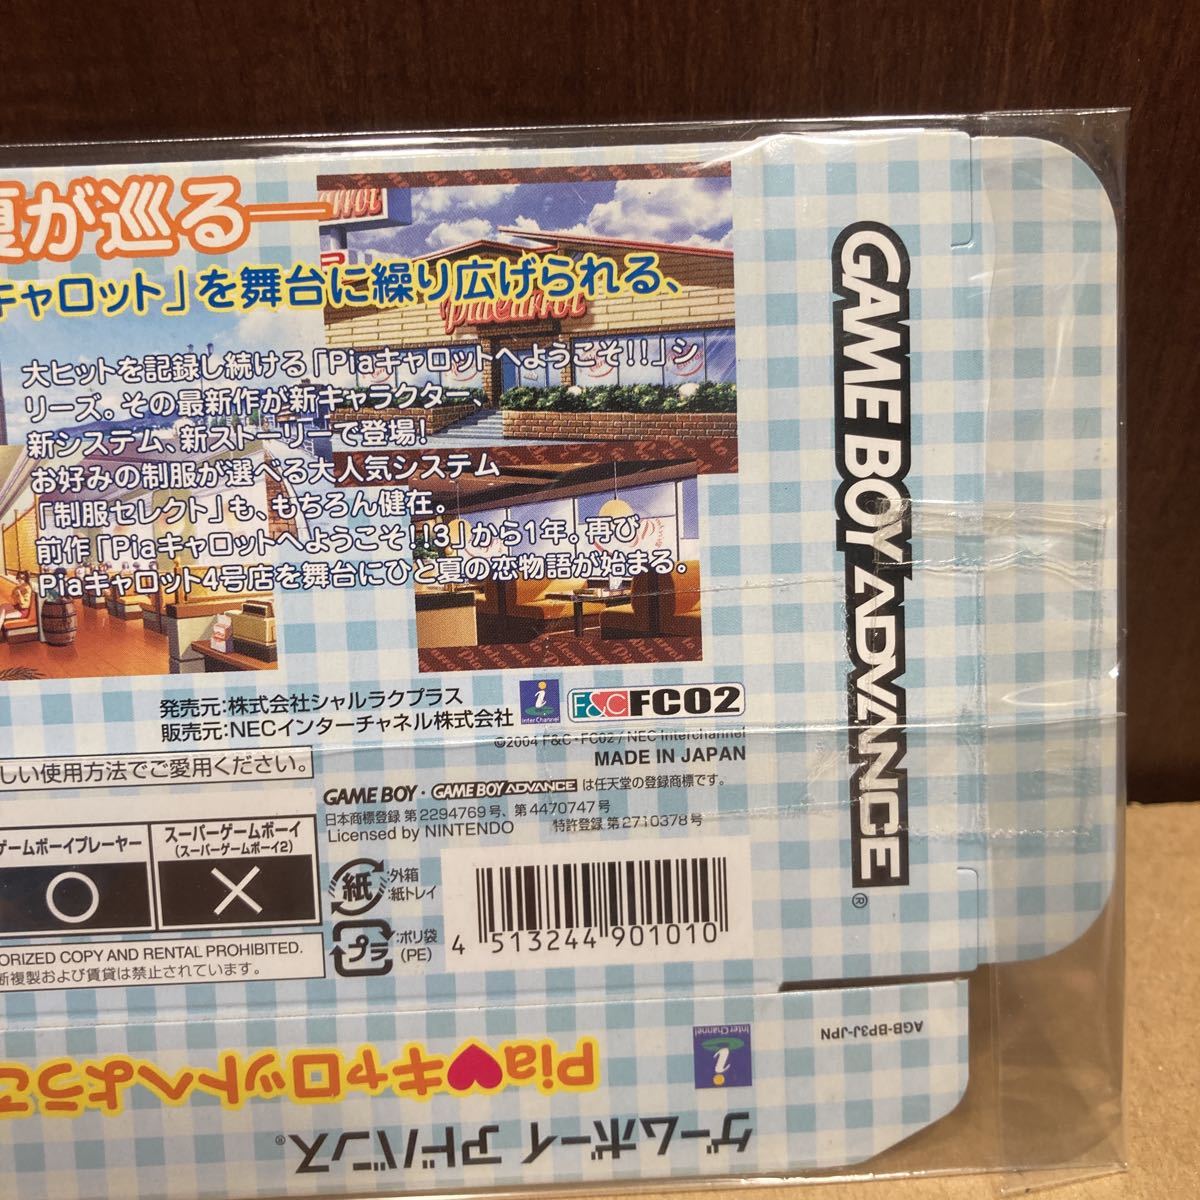 夏が巡る―
キャロット」を舞台に繰り広げられる、
arrot
PiaCarrot
大ヒットを記録し続ける「Piaキャロットへようこそ!!」シ
リーズ。その最新作が新キャラクター、
新システム、新ストーリーで登場!
お好みの制服が選べる大人気システム
「制服セレクト」も、もちろん健在。
前作「Piaキャロットへようこそ!!3」から1年。再び
Piaキャロット4号店を舞台にひと夏の恋物語が始まる。
発売元:株式会社シャルラクプラス
販売元:NECインターチャネル株式会社
InterChannel
F&C FC02
©2004 F&C・FC02 / NEC Interchannel
MADE IN JAPAN
しい使用方法でご愛用ください。
GAME BOY・GAME BOY ADVANCE は任天堂の登録商標です。
日本商標登録 第2294769号、第4470747号
Licensed by NINTENDO 特許登録 第2710378号
ゲームボーイプレーヤー
○
スーパーゲームボーイ
(スーパーゲームボーイ2)
×
ORIZED COPY AND RENTAL PROHIBITED.
断複製および賃貸は禁止されています。
紙 :外箱
:紙トレイ
プラ :ポリ袋
(PE)
4 513244 901010
GAME BOY ADVANCE®
AGB-BP3J-JPN
InterChannel
Pia♥キャロットへようこ
ゲームボーイ アドバンス®